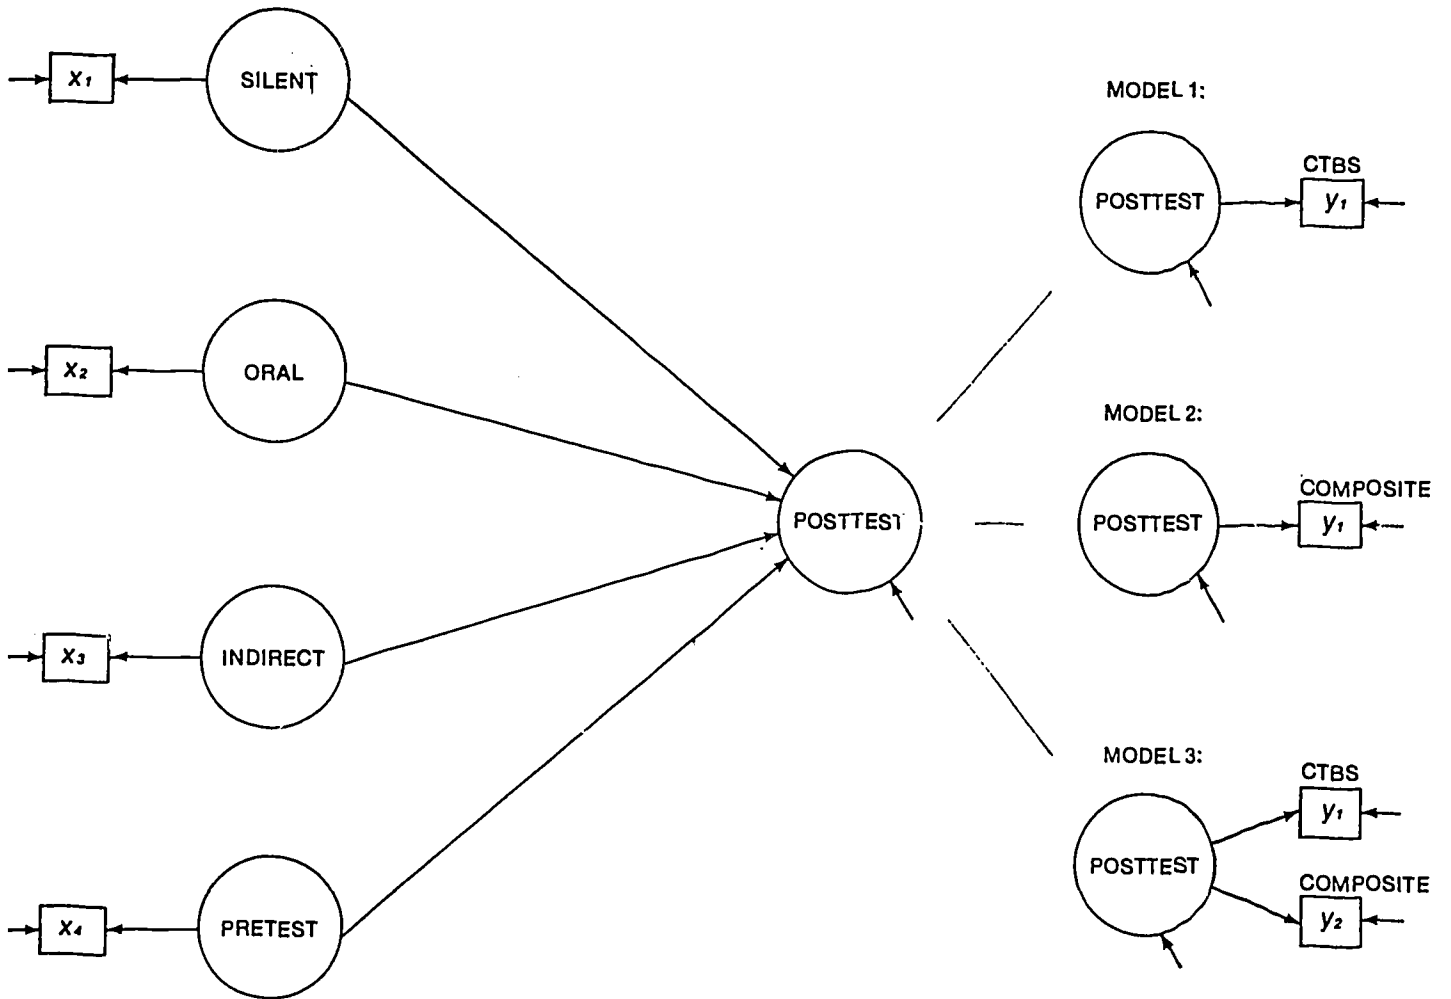 x1
SILENT
x2
ORAL
x3
INDIRECT
x4
PRETEST
POSTTEST
MODEL 1:
POSTTEST
CTBS
y1
MODEL 2:
POSTTEST
COMPOSITE
y1
MODEL 3:
POSTTEST
CTBS
y1
COMPOSITE
y2